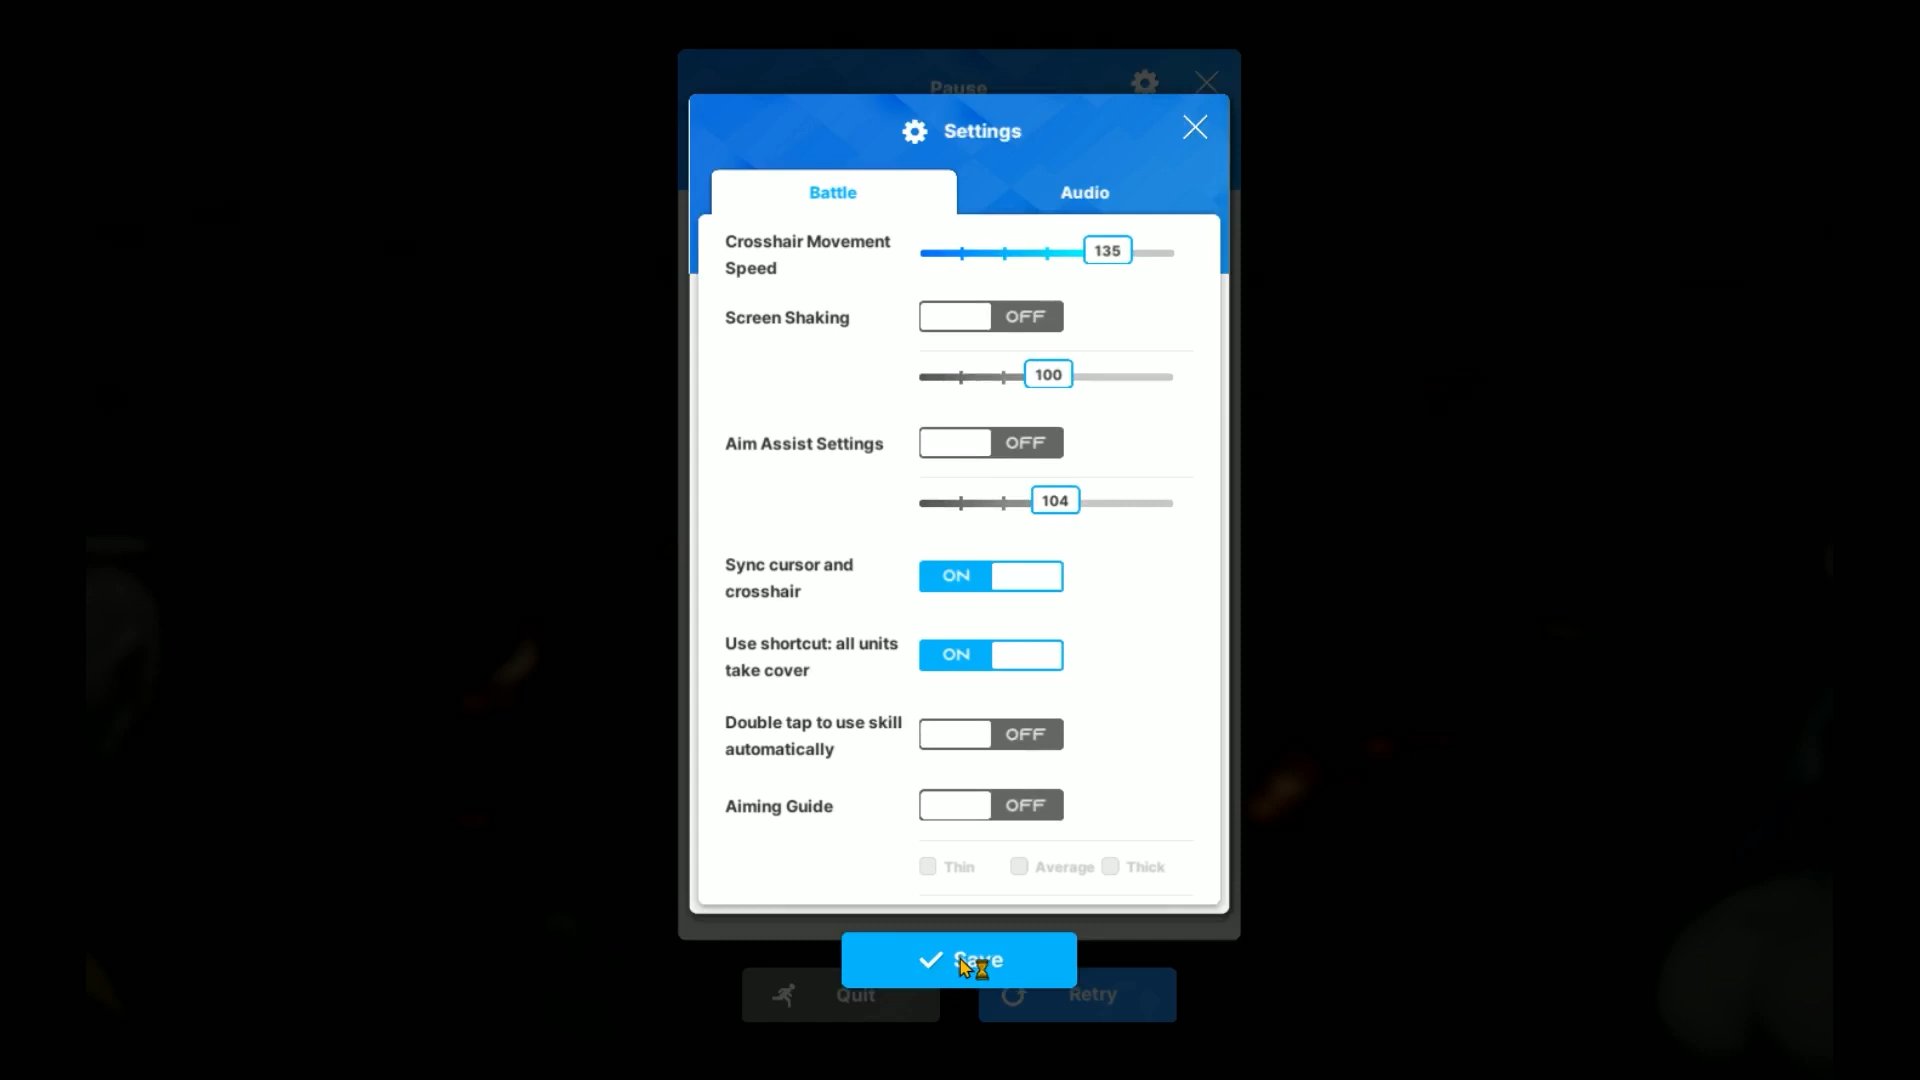 Pause
Settings
Battle
Audio
Crosshair Movement
Speed
135
Screen Shaking
OFF
100
Aim Assist Settings
OFF
104
Sync cursor and
crosshair
ON
Use shortcut: all units
take cover
ON
Double tap to use skill
automatically
OFF
Aiming Guide
OFF
Thin Average Thick
Save
Quit
Retry